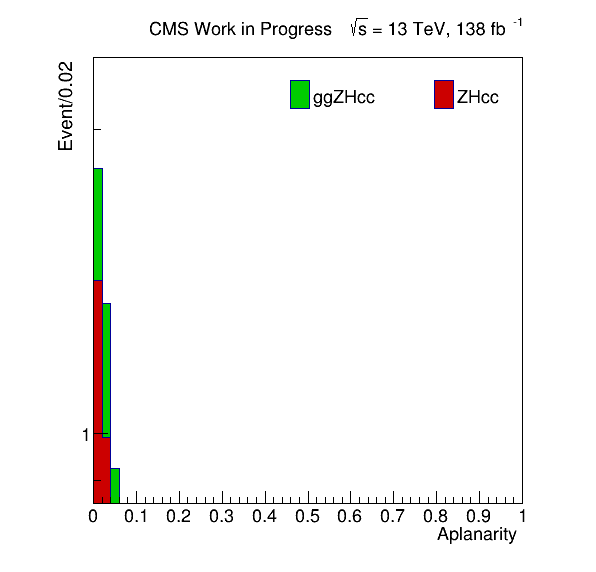 CMS Work in Progress √s = 13 TeV, 138 fb⁻¹
Event/0.02
ggZHcc ZHcc
1
0 0.1 0.2 0.3 0.4 0.5 0.6 0.7 0.8 0.9 1
Aplanarity